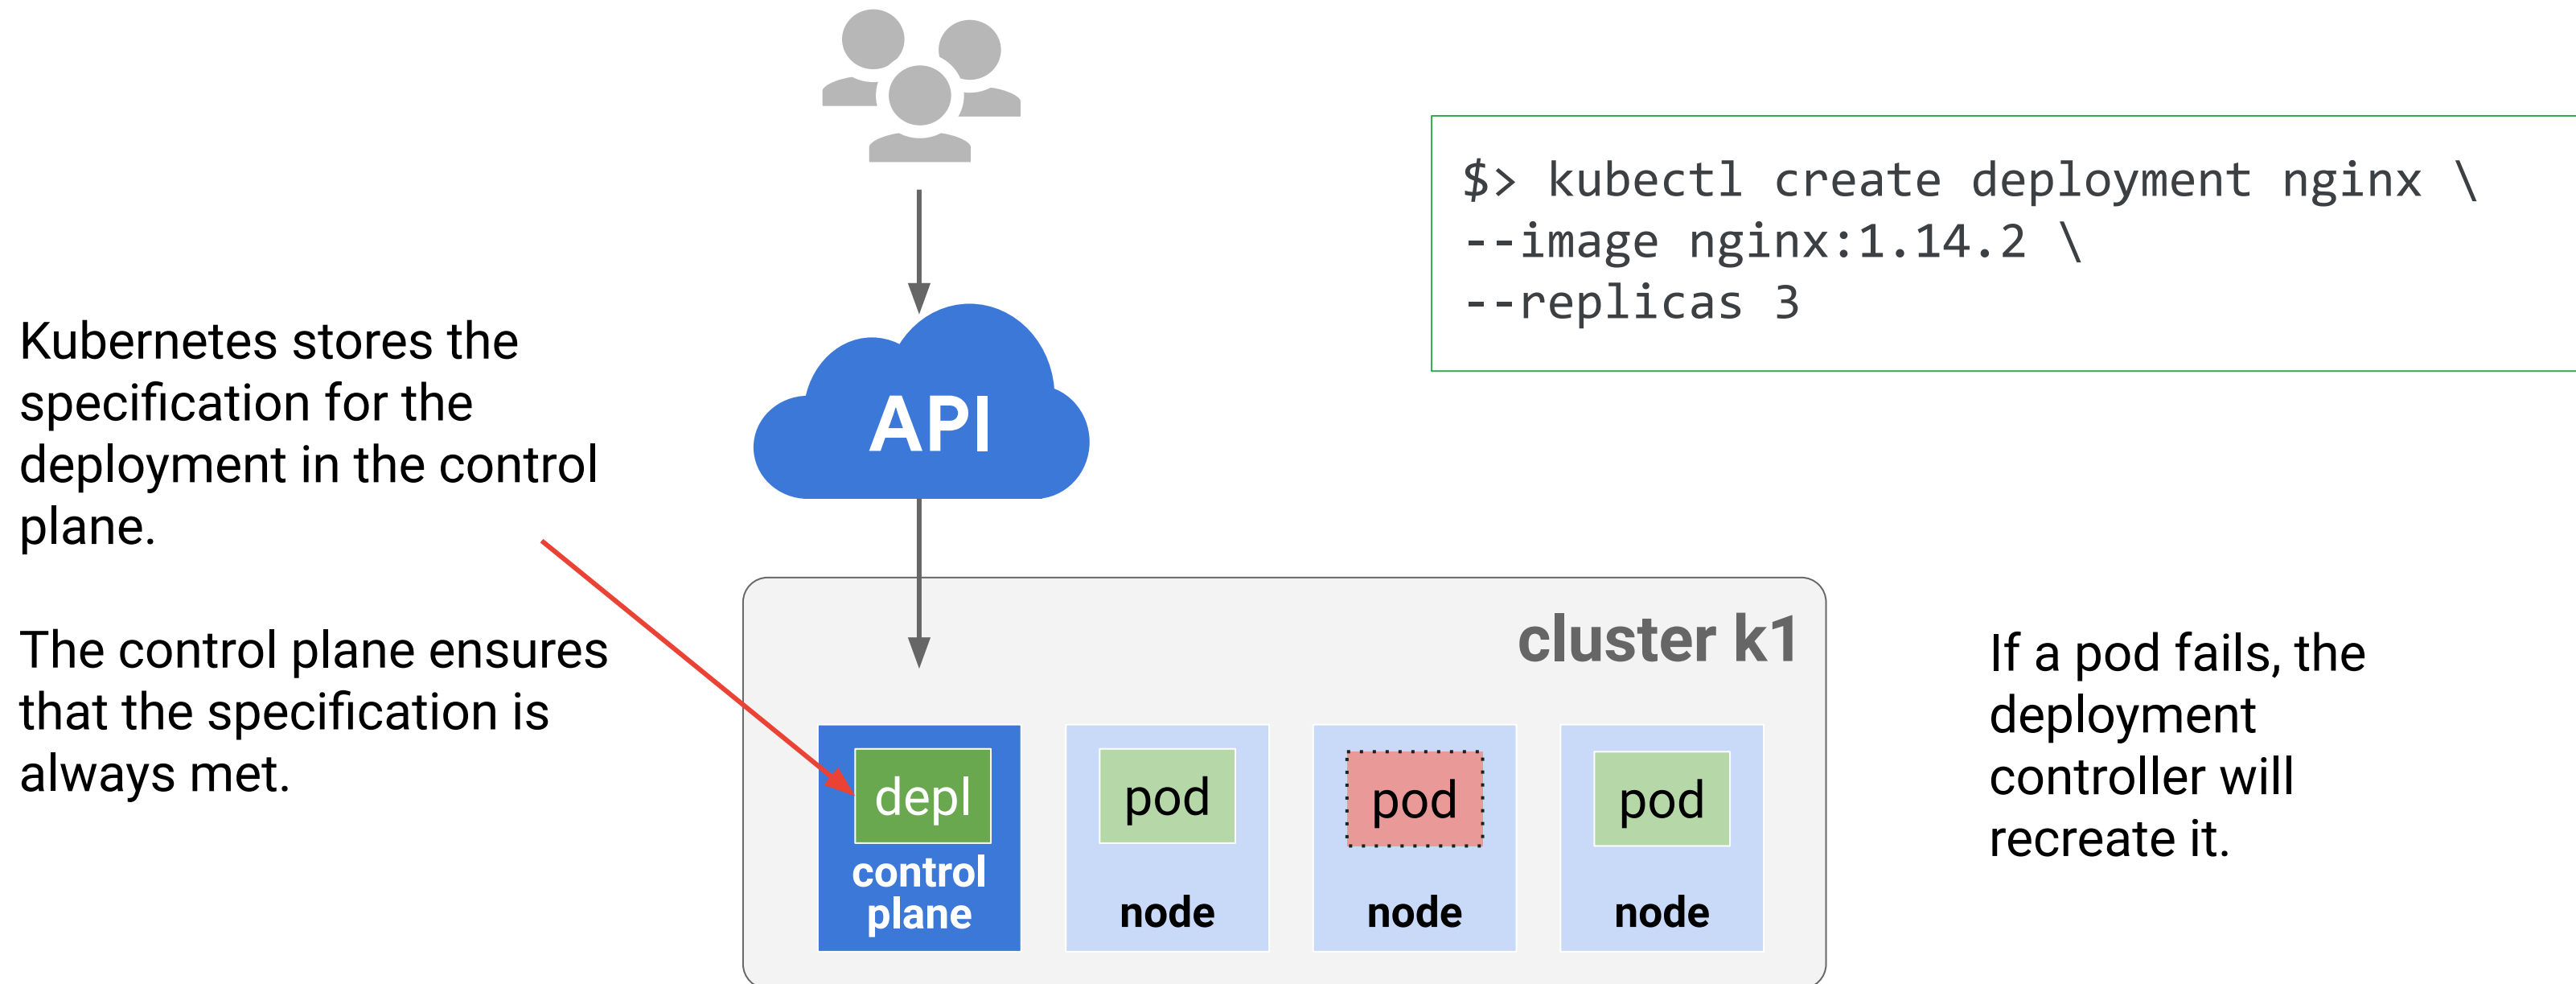 $> kubectl create deployment nginx \
--image nginx:1.14.2 \
--replicas 3
Kubernetes stores the
specification for the
deployment in the control
plane.
The control plane ensures
that the specification is
always met.
API
cluster k1
depl
control
plane
pod
node
pod
node
pod
node
If a pod fails, the
deployment
controller will
recreate it.